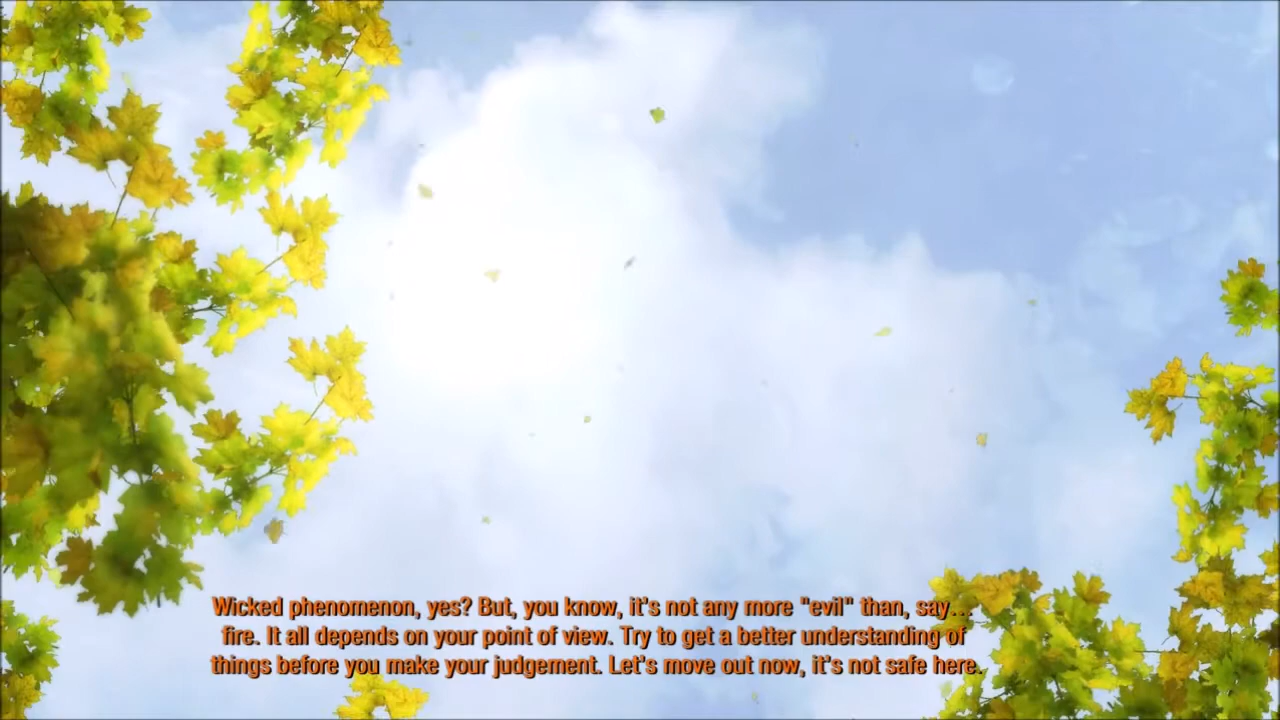 Wicked phenomenon, yes? But, you know, it's not any more "evil" than, say...
fire. It all depends on your point of view. Try to get a better understanding of
things before you make your judgement. Let's move out now, it's not safe here.